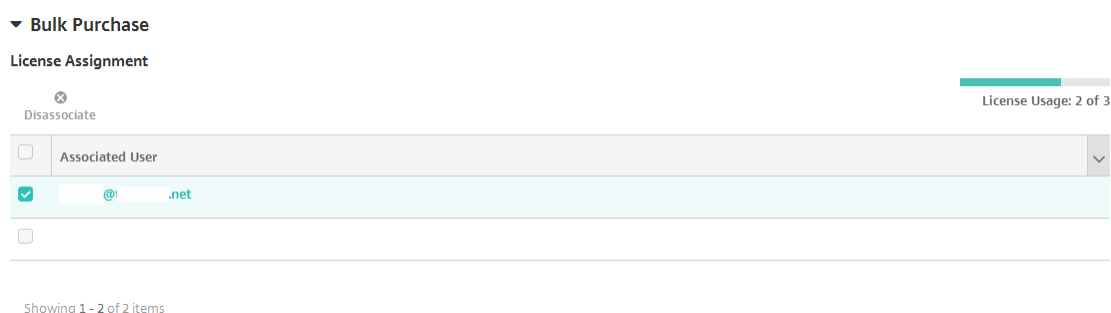 Bulk Purchase
License Assignment
License Usage: 2 of 3
Disassociate
Associated User
@ .net
Showing 1 - 2 of 2 items